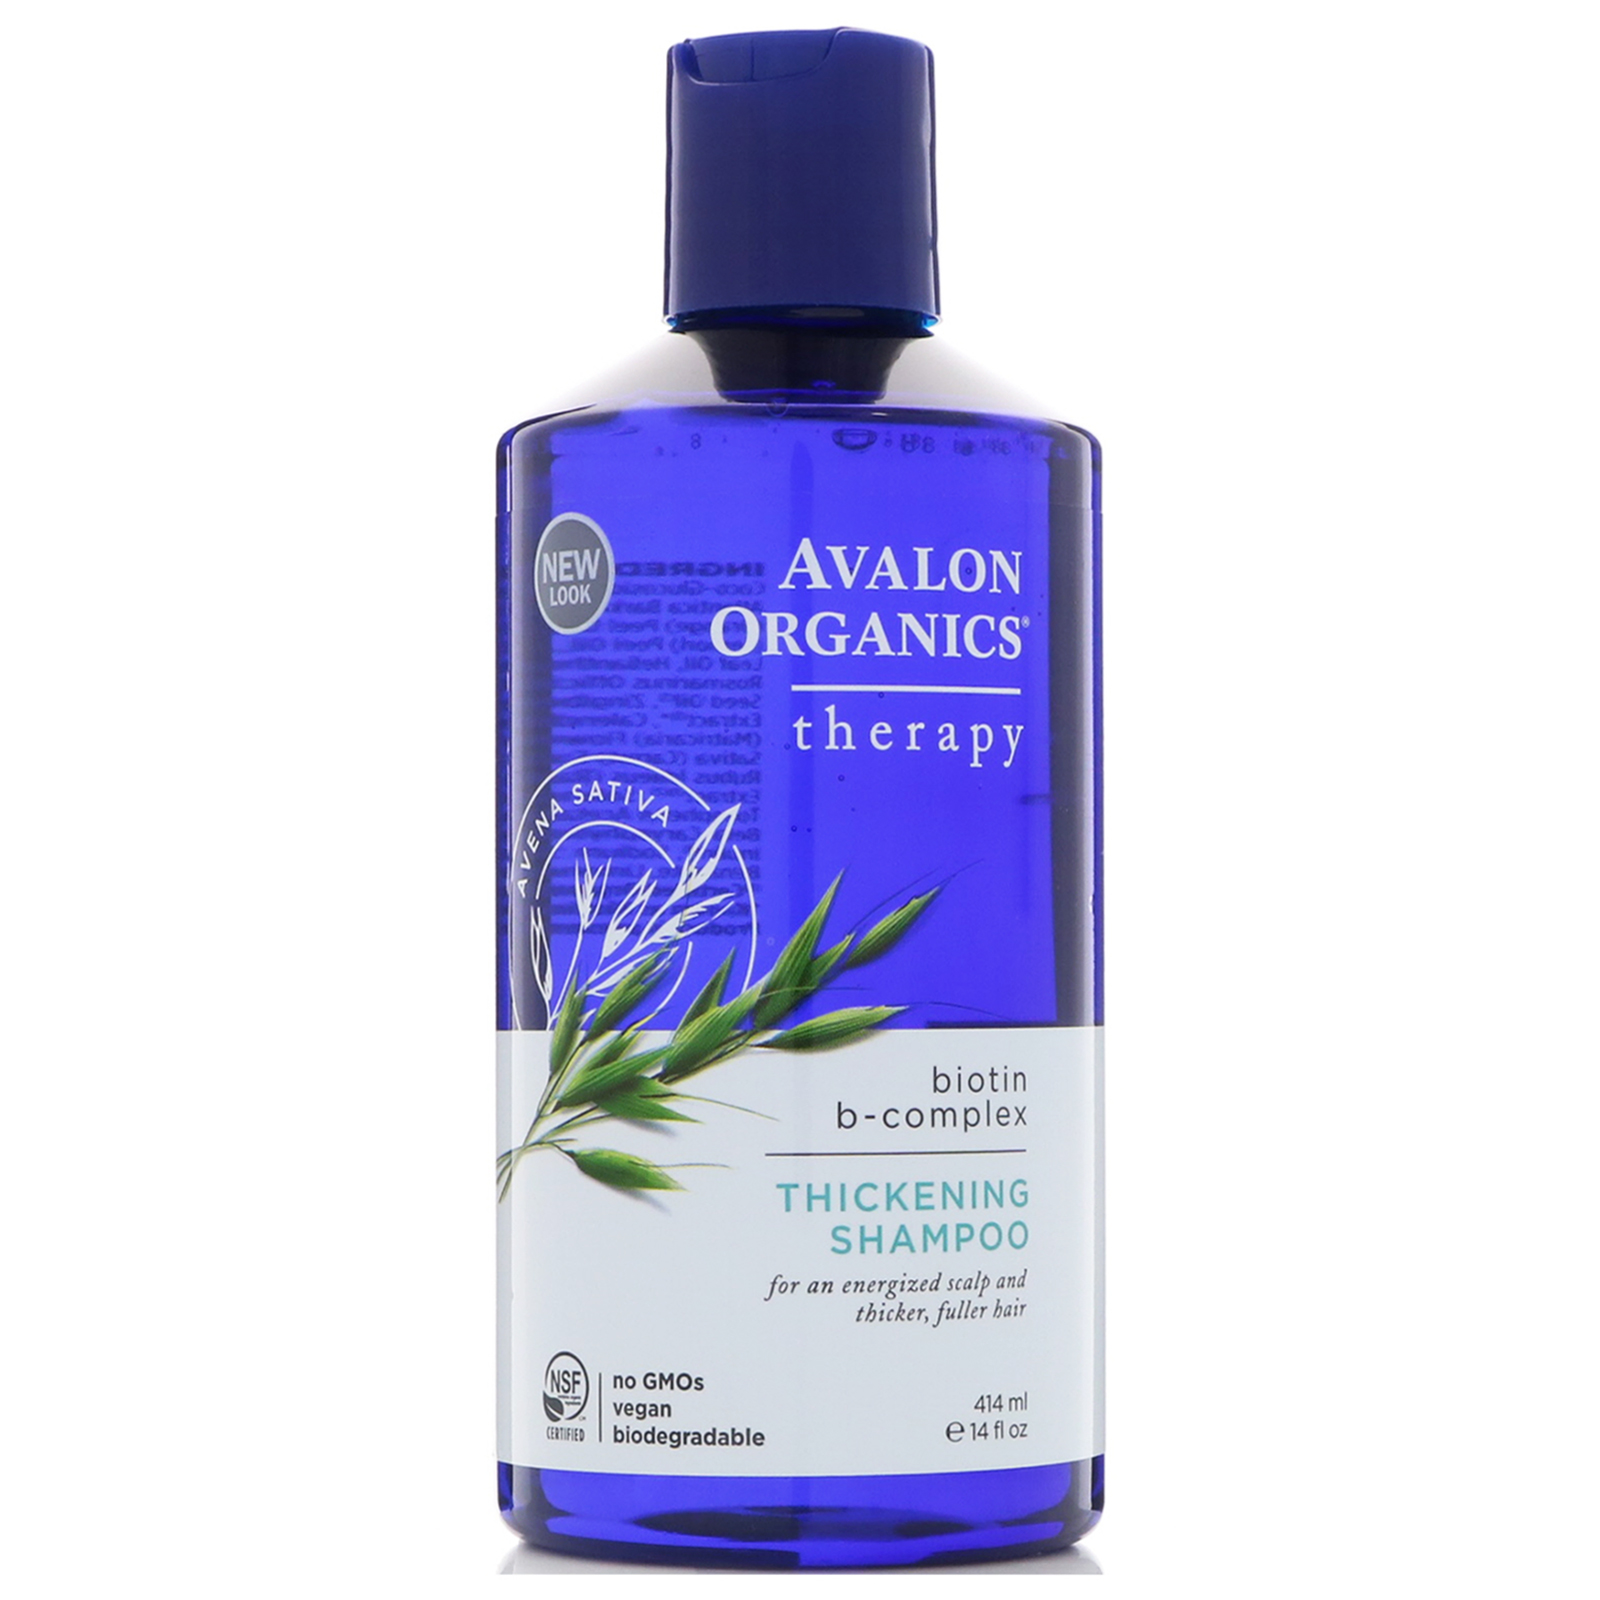 NEW
LOOK
AVALON
ORGANICS®
therapy
AVENA SATIVA
biotin
b-complex
THICKENING
SHAMPOO
for an energized scalp and
thicker, fuller hair
NSF
CERTIFIED
no GMOs
vegan
biodegradable
414 ml
℮ 14 fl oz